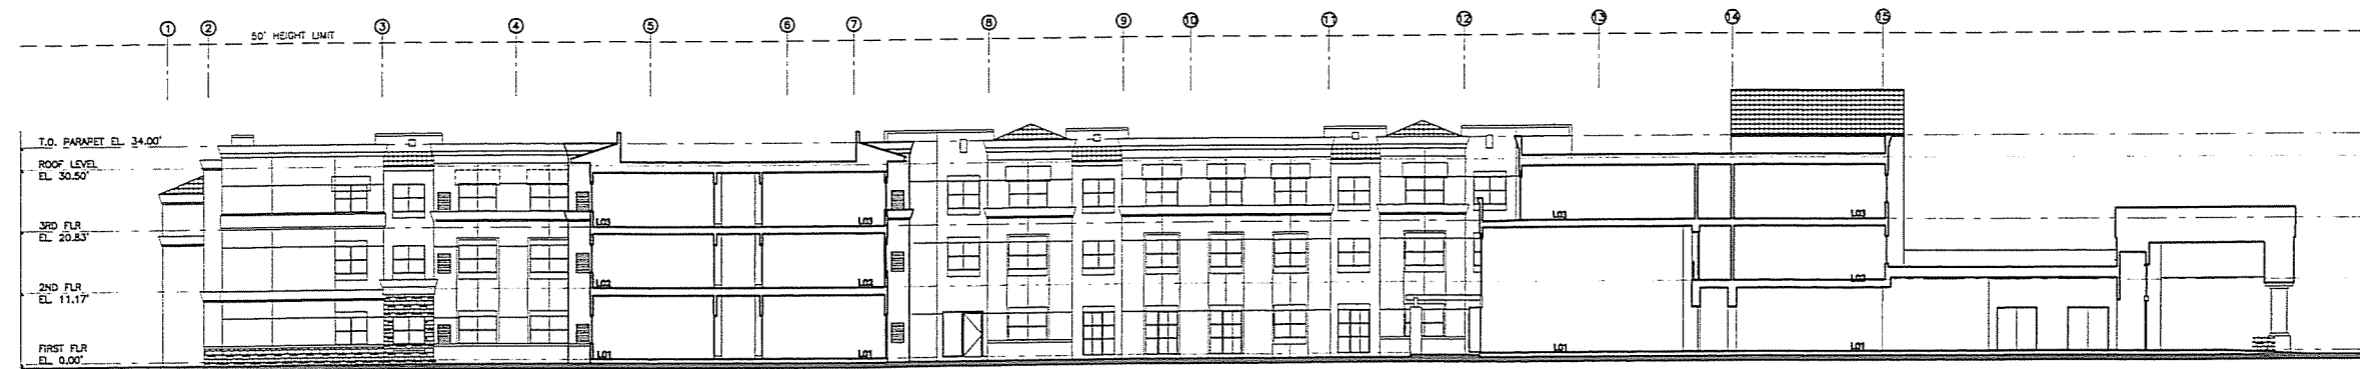 1 2 3 4 5 6 7 8 9 10 11 12 13 14 15
50' HEIGHT LIMIT
T.O. PARAPET EL. 34.00'
ROOF LEVEL
EL. 30.50'
L03 L03 L03 L03
3RD FLR
EL. 20.83'
L02 L02 L02
2ND FLR
EL. 11.17'
L01 L01 L01 L01
FIRST FLR
EL. 0.00'